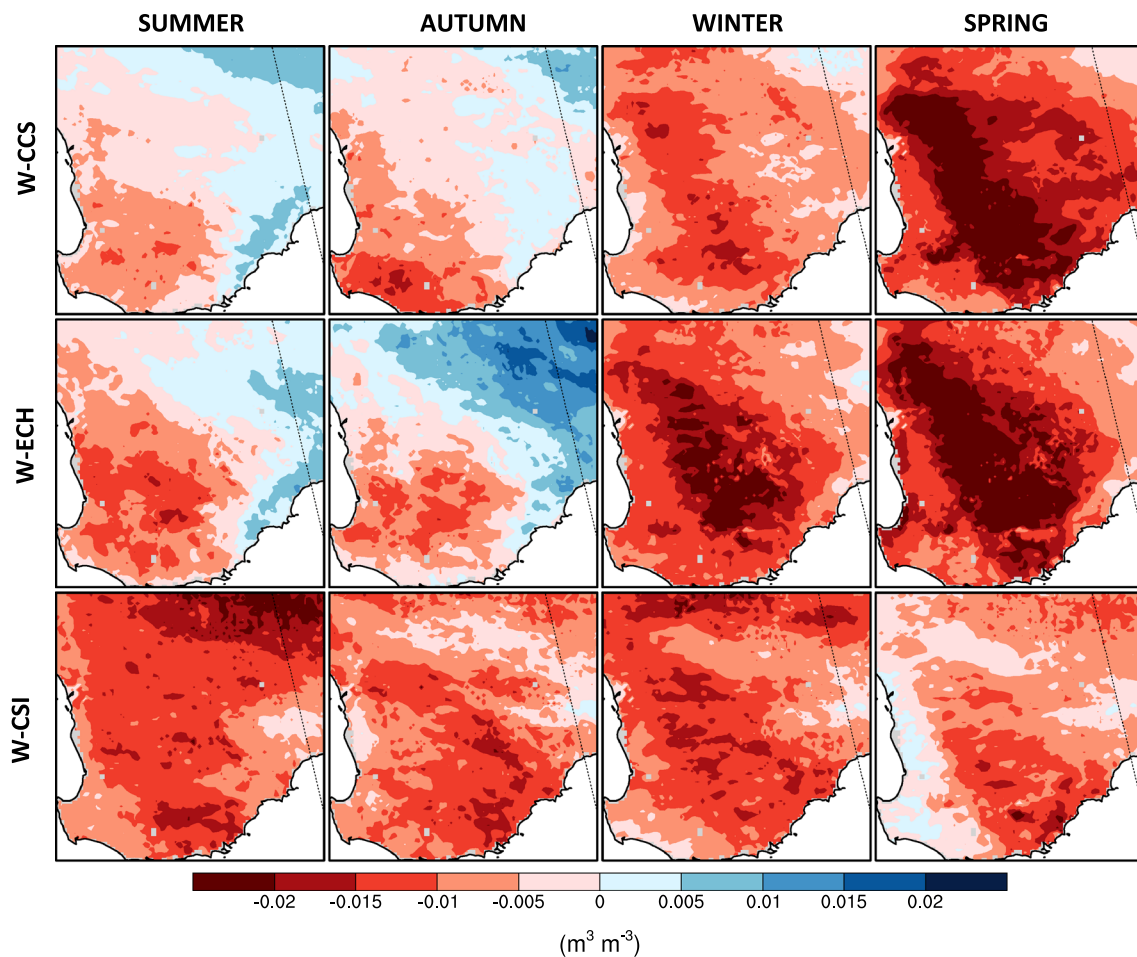 SUMMER AUTUMN WINTER SPRING
W-CCS
W-ECH
W-CSI
-0.02 -0.015 -0.01 -0.005 0 0.005 0.01 0.015 0.02
(m³ m⁻³)